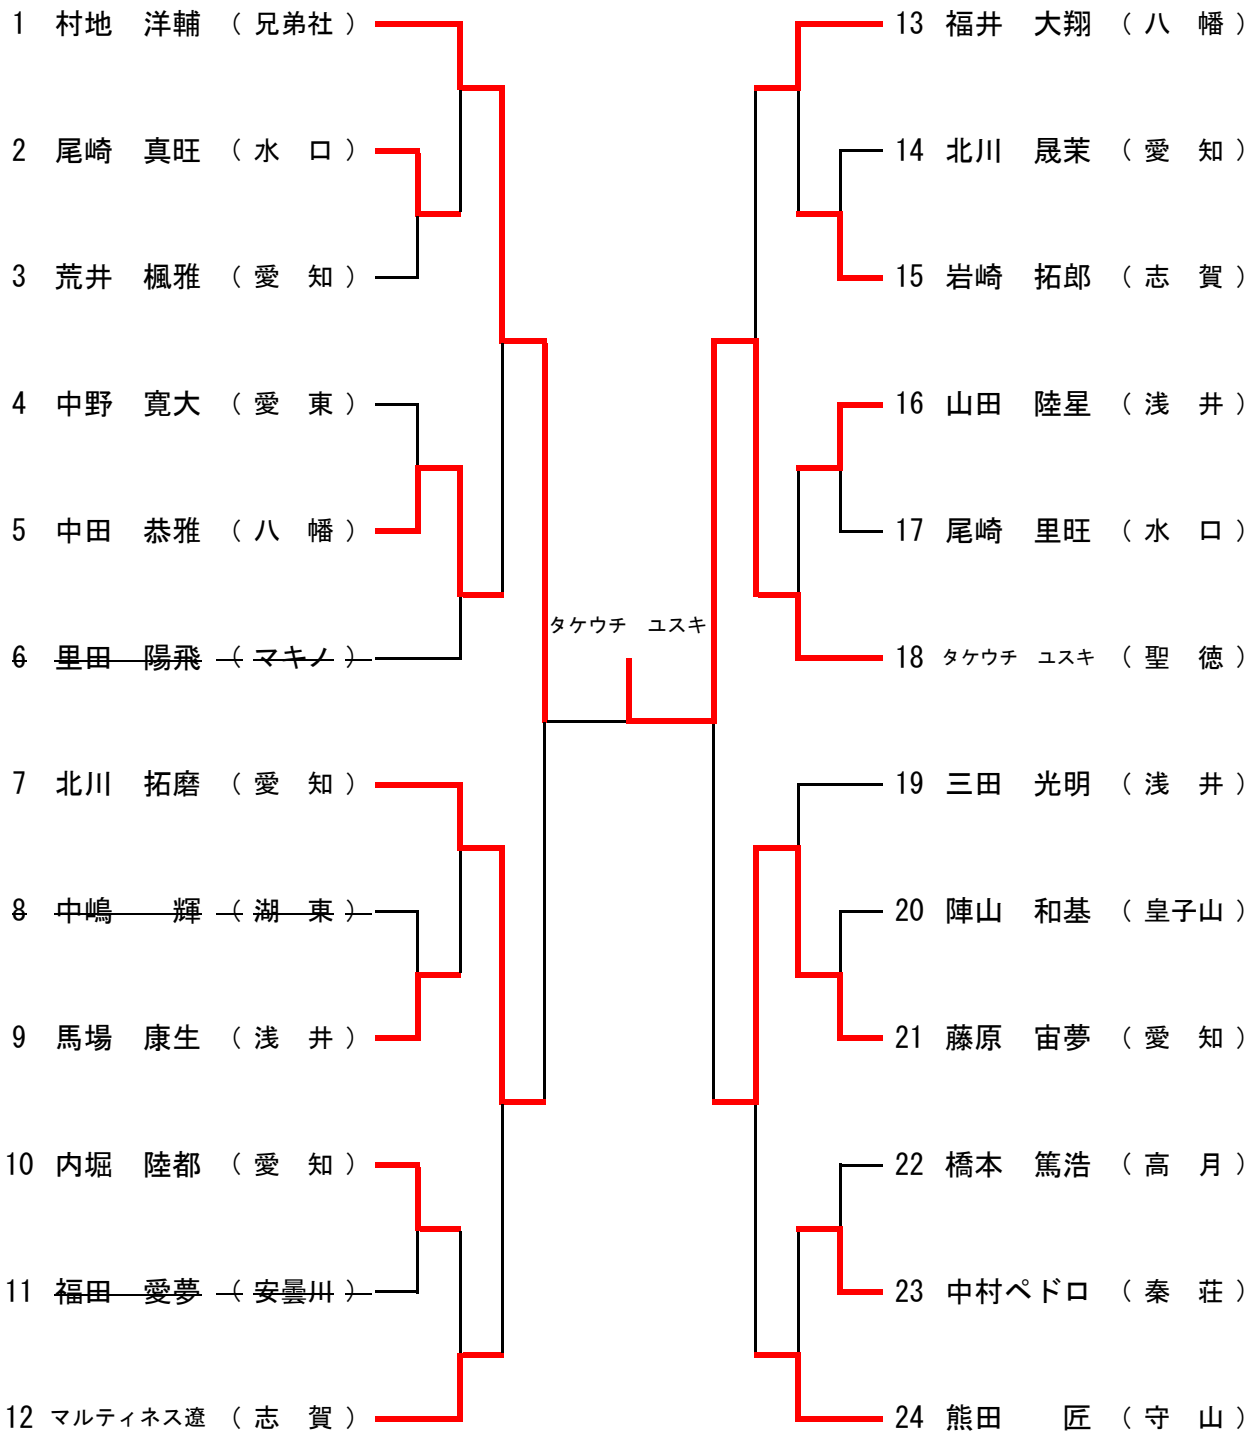 1 村地　洋輔 （ 兄弟社 ）
2 尾崎　真旺 （ 水　口 ）
3 荒井　楓雅 （ 愛　知 ）
4 中野　寛大 （ 愛　東 ）
5 中田　恭雅 （ 八　幡 ）
6 里田　陽飛 （ マキノ ）
7 北川　拓磨 （ 愛　知 ）
8 中嶋　　輝 （ 湖　東 ）
9 馬場　康生 （ 浅　井 ）
10 内堀　陸都 （ 愛　知 ）
11 福田　愛夢 （ 安曇川 ）
12 マルティネス遼 （ 志　賀 ）
タケウチ　ユスキ
13 福井　大翔 （ 八　幡 ）
14 北川　晟茉 （ 愛　知 ）
15 岩崎　拓郎 （ 志　賀 ）
16 山田　陸星 （ 浅　井 ）
17 尾崎　里旺 （ 水　口 ）
18 タケウチ　ユスキ （ 聖　徳 ）
19 三田　光明 （ 浅　井 ）
20 陣山　和基 （ 皇子山 ）
21 藤原　宙夢 （ 愛　知 ）
22 橋本　篤浩 （ 高　月 ）
23 中村ペドロ （ 秦　荘 ）
24 熊田　　匠 （ 守　山 ）